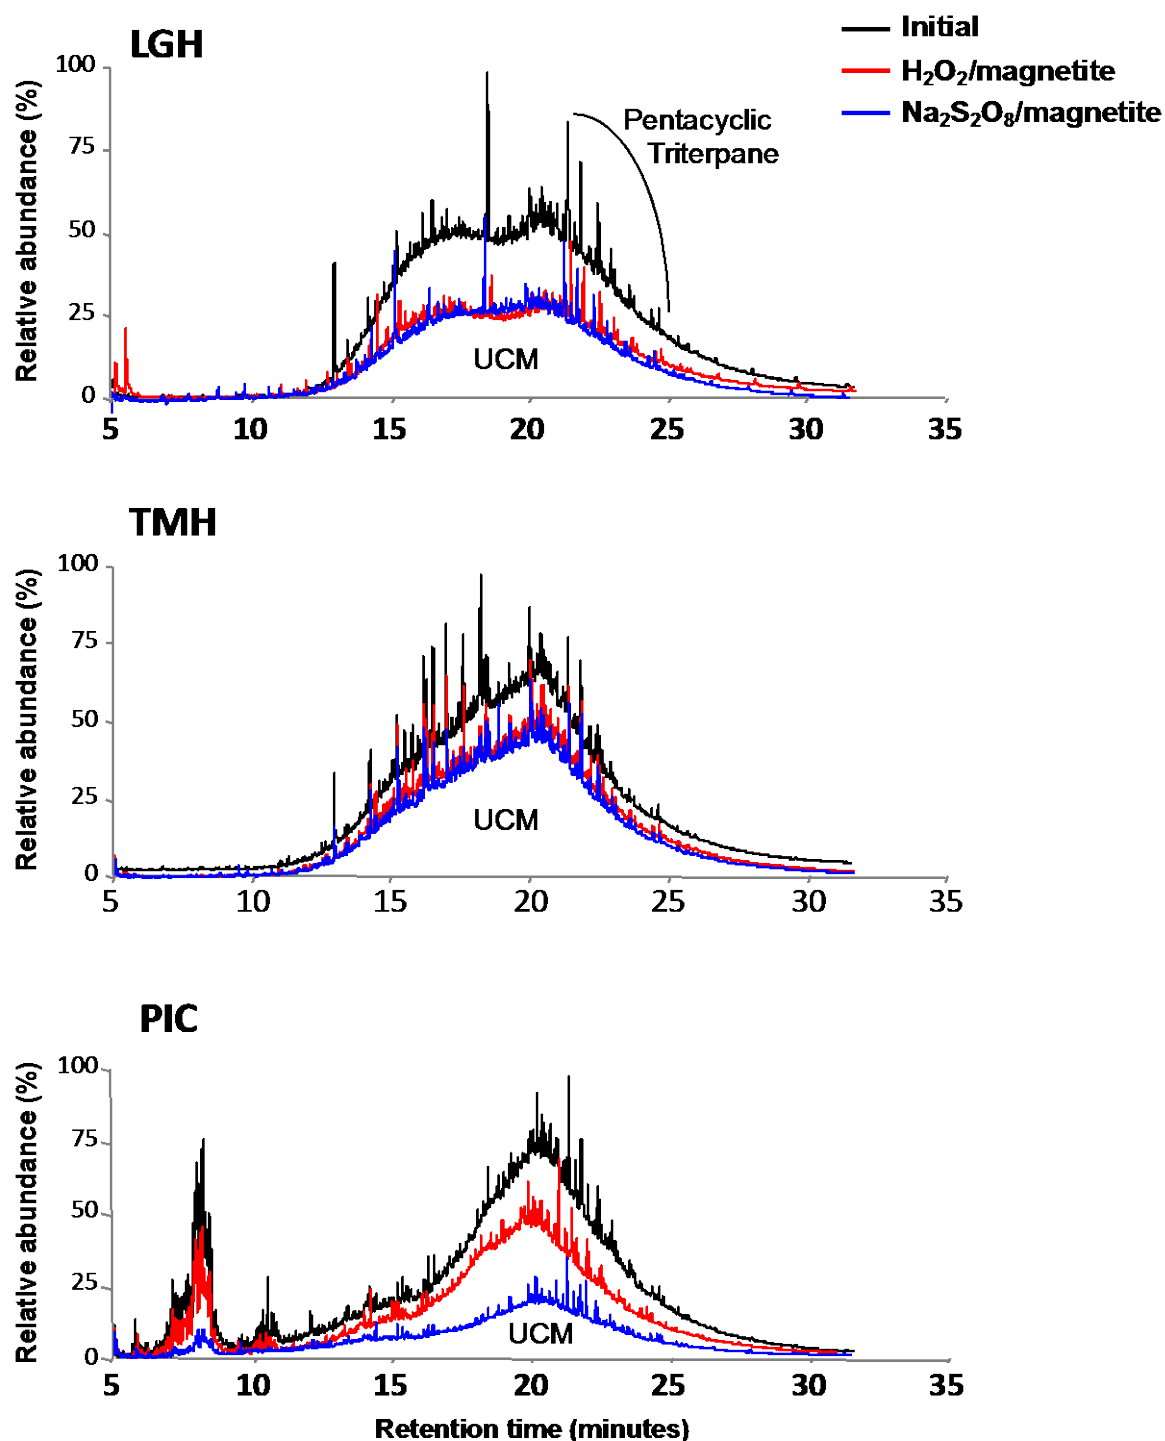 LGH
Initial
H₂O₂/magnetite
Na₂S₂O₈/magnetite
Relative abundance (%)
100
75
50
25
0
Pentacyclic
Triterpane
UCM
5 10 15 20 25 30 35
TMH
Relative abundance (%)
100
75
50
25
0
UCM
5 10 15 20 25 30 35
PIC
Relative abundance (%)
100
75
50
25
0
UCM
5 10 15 20 25 30 35
Retention time (minutes)